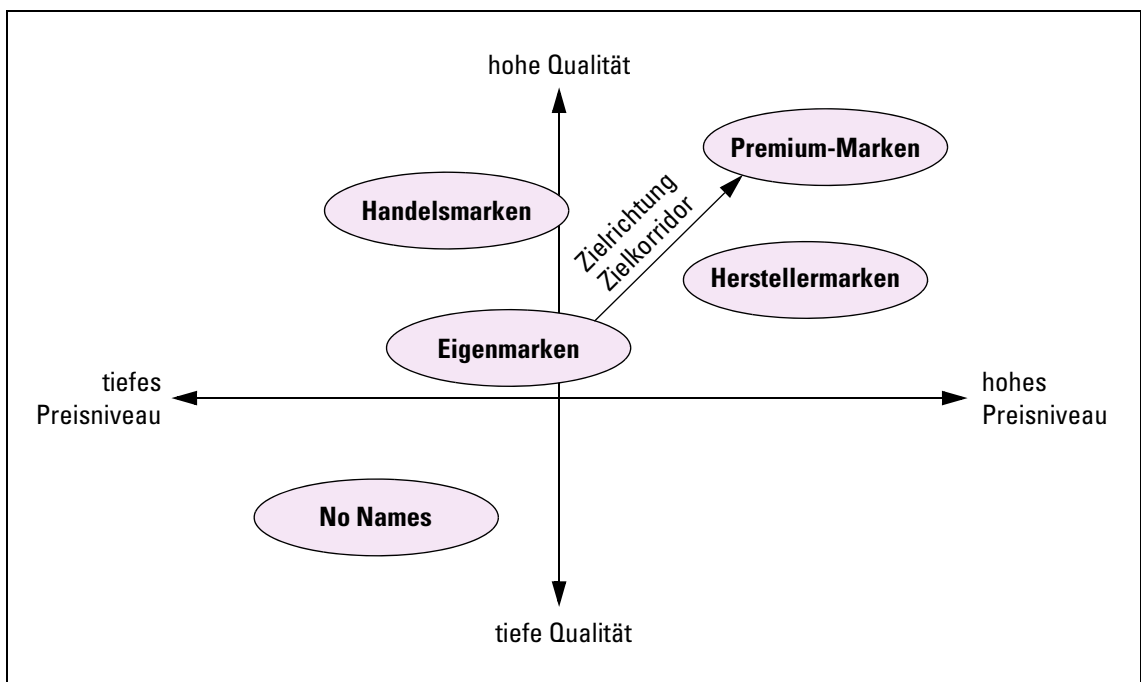 hohe Qualität
Premium-Marken
Handelsmarken
Zielrichtung
Zielkorridor
Herstellermarken
Eigenmarken
tiefes
Preisniveau
hohes
Preisniveau
No Names
tiefe Qualität